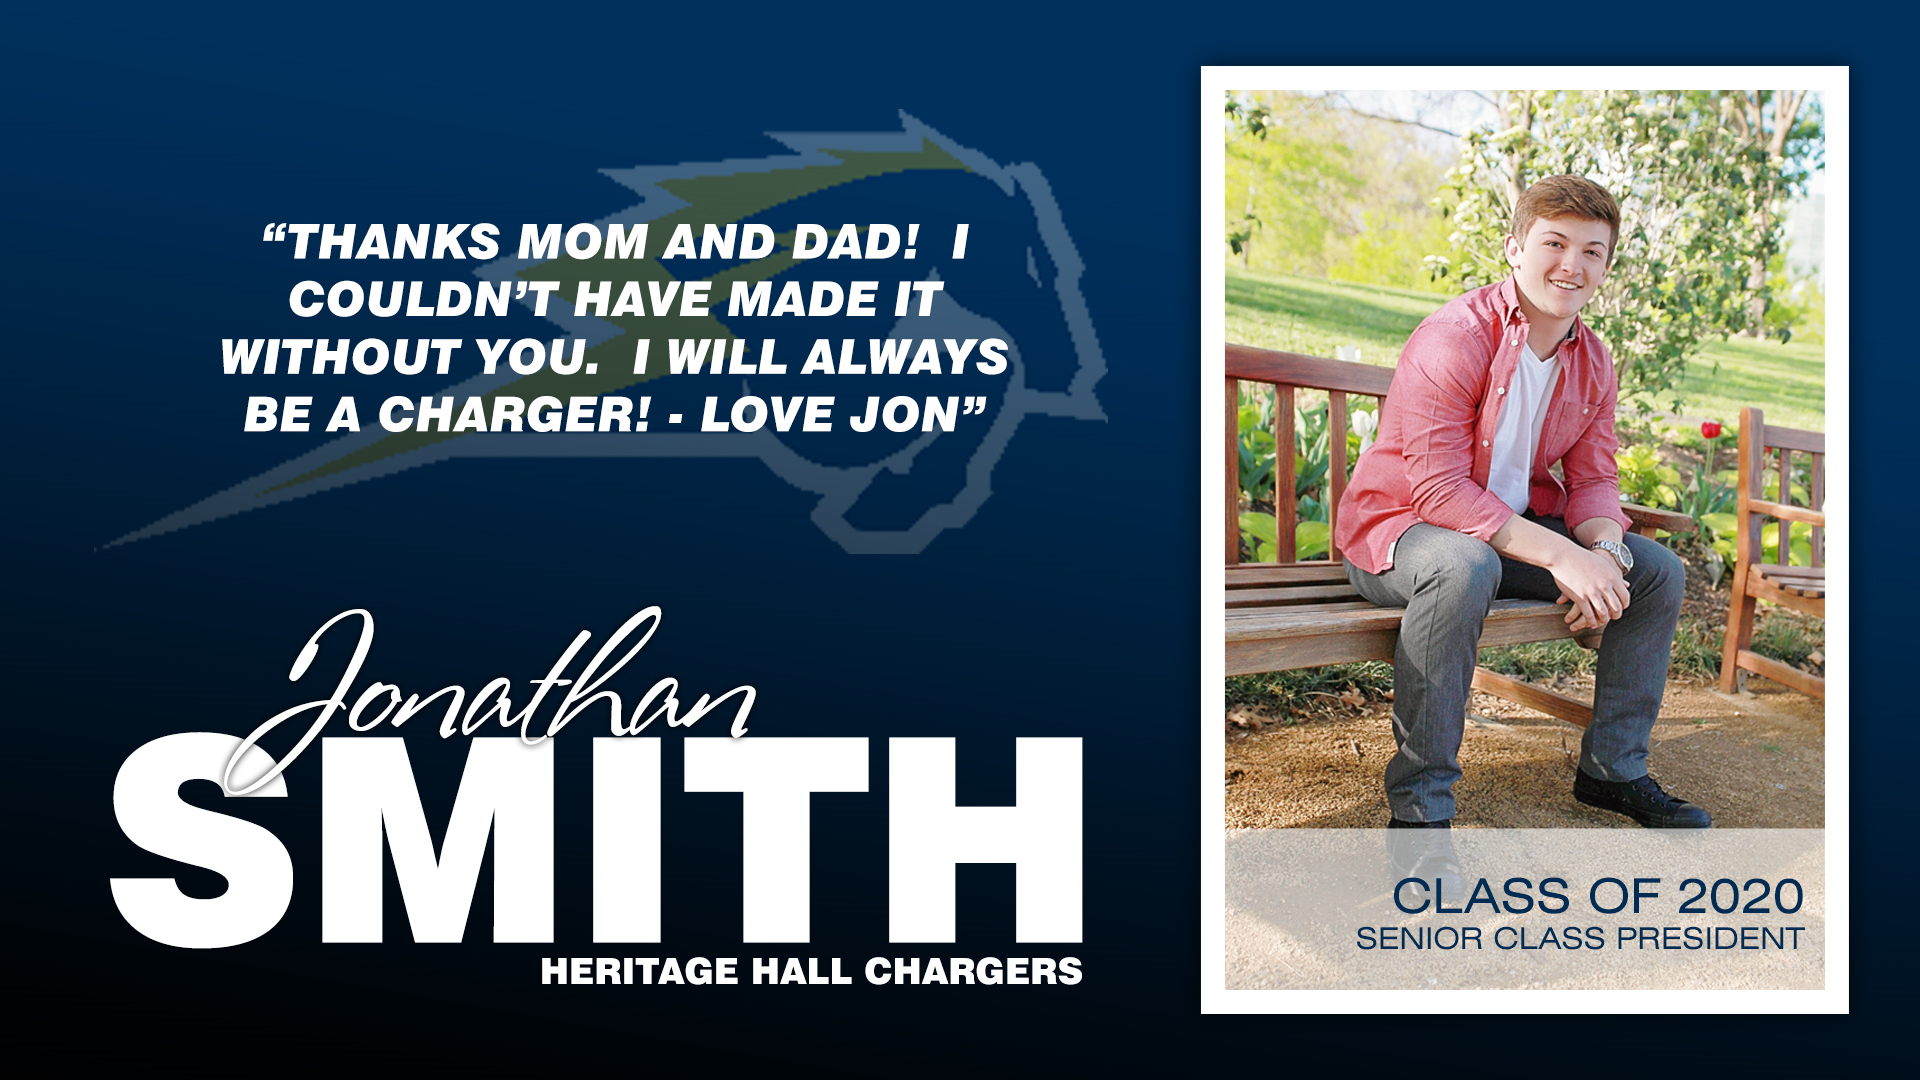 “THANKS MOM AND DAD!  I
COULDN’T HAVE MADE IT
WITHOUT YOU.  I WILL ALWAYS
BE A CHARGER! - LOVE JON”
Jonathan
SMITH
HERITAGE HALL CHARGERS
CLASS OF 2020
SENIOR CLASS PRESIDENT